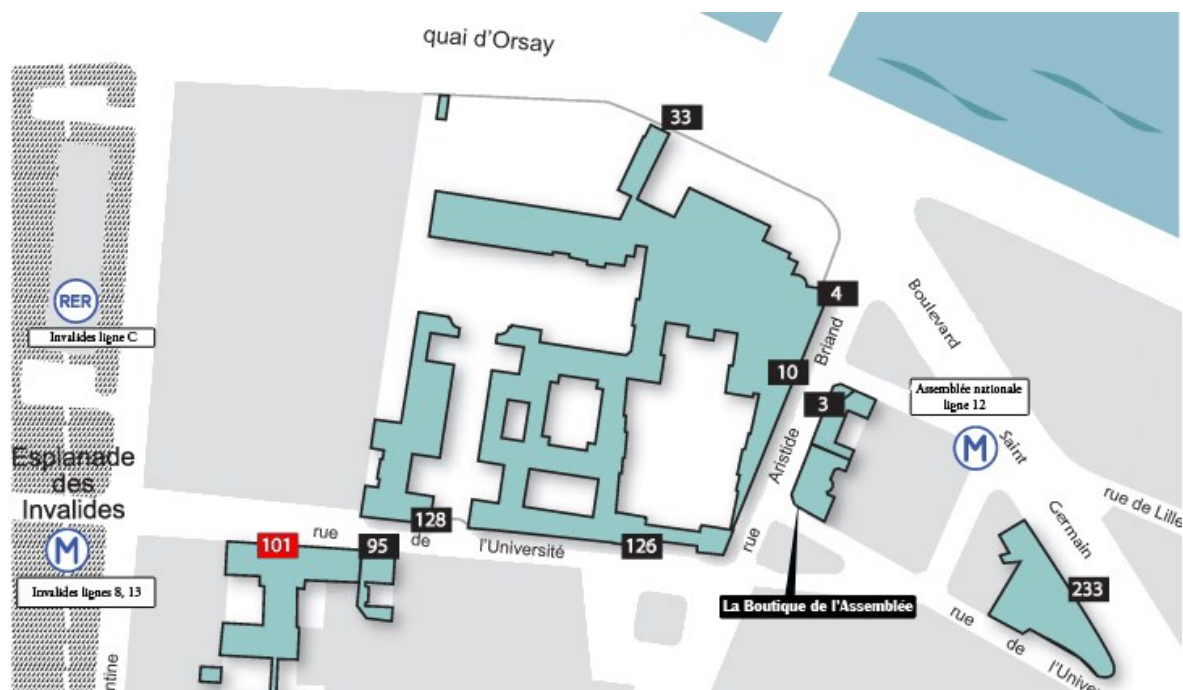 quai d'Orsay
33
RER
Invalides ligne C
4
Boulevard
Briand
10
Assemblée nationale
ligne 12
3
M
Saint
Aristide
Esplanade
des
Invalides
rue de Lille
128
rue
de
l'Université
126
101
95
M
Invalides lignes 8, 13
rue
Germain
233
La Boutique de l'Assemblée
rue
de
l'Univer
ntine